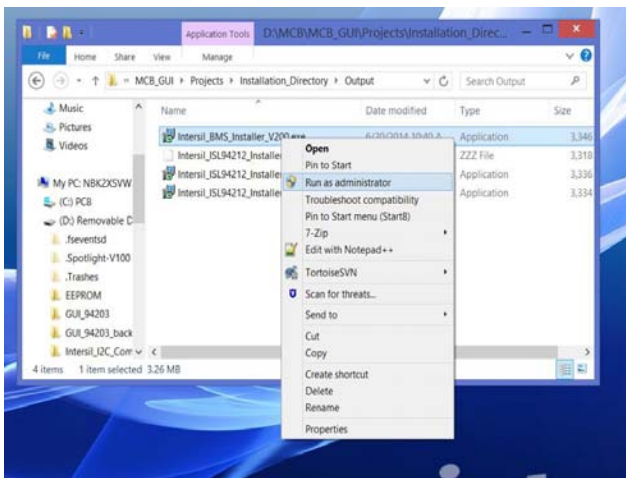 Application Tools
D:\MCB\MCB_GUI\Projects\Installation_Direc...
File Home Share View Manage
MCB_GUI Projects Installation_Directory Output
Search Output
Music
Pictures
Videos
My PC: NBK2XSVW
(C:) PCB
(D:) Removable D
.fseventsd
.Spotlight-V100
.Trashes
EEPROM
GUI_94203
GUI_94203_back
Intersil_I2C_Com
Name Date modified Type Size
Intersil_BMS_Installer_V200.exe 6/20/2014 10:40 A Application 3,346
Intersil_ISL94212_Installe ZZZ File 3,318
Intersil_ISL94212_Installe Application 3,336
Intersil_ISL94212_Installe Application 3,334
Open
Pin to Start
Run as administrator
Troubleshoot compatibility
Pin to Start menu (Start8)
7-Zip
Edit with Notepad++
TortoiseSVN
Scan for threats...
Send to
Cut
Copy
Create shortcut
Delete
Rename
Properties
4 items 1 item selected 3.26 MB